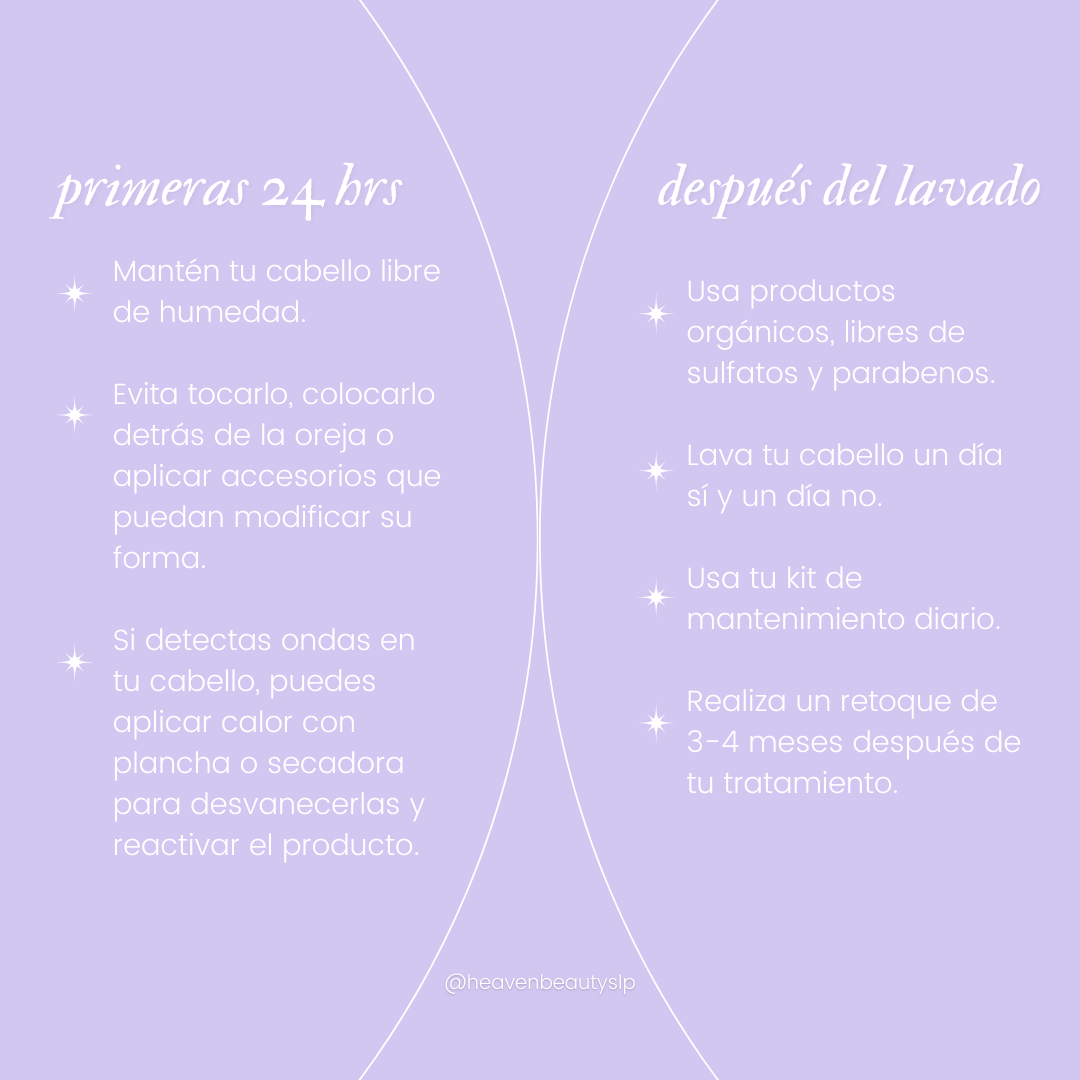 primeras 24 hrs
Mantén tu cabello libre
de humedad.
Evita tocarlo, colocarlo
detrás de la oreja o
aplicar accesorios que
puedan modificar su
forma.
Si detectas ondas en
tu cabello, puedes
aplicar calor con
plancha o secadora
para desvanecerlas y
reactivar el producto.
después del lavado
Usa productos
orgánicos, libres de
sulfatos y parabenos.
Lava tu cabello un día
sí y un día no.
Usa tu kit de
mantenimiento diario.
Realiza un retoque de
3-4 meses después de
tu tratamiento.
@heavenbeautyslp